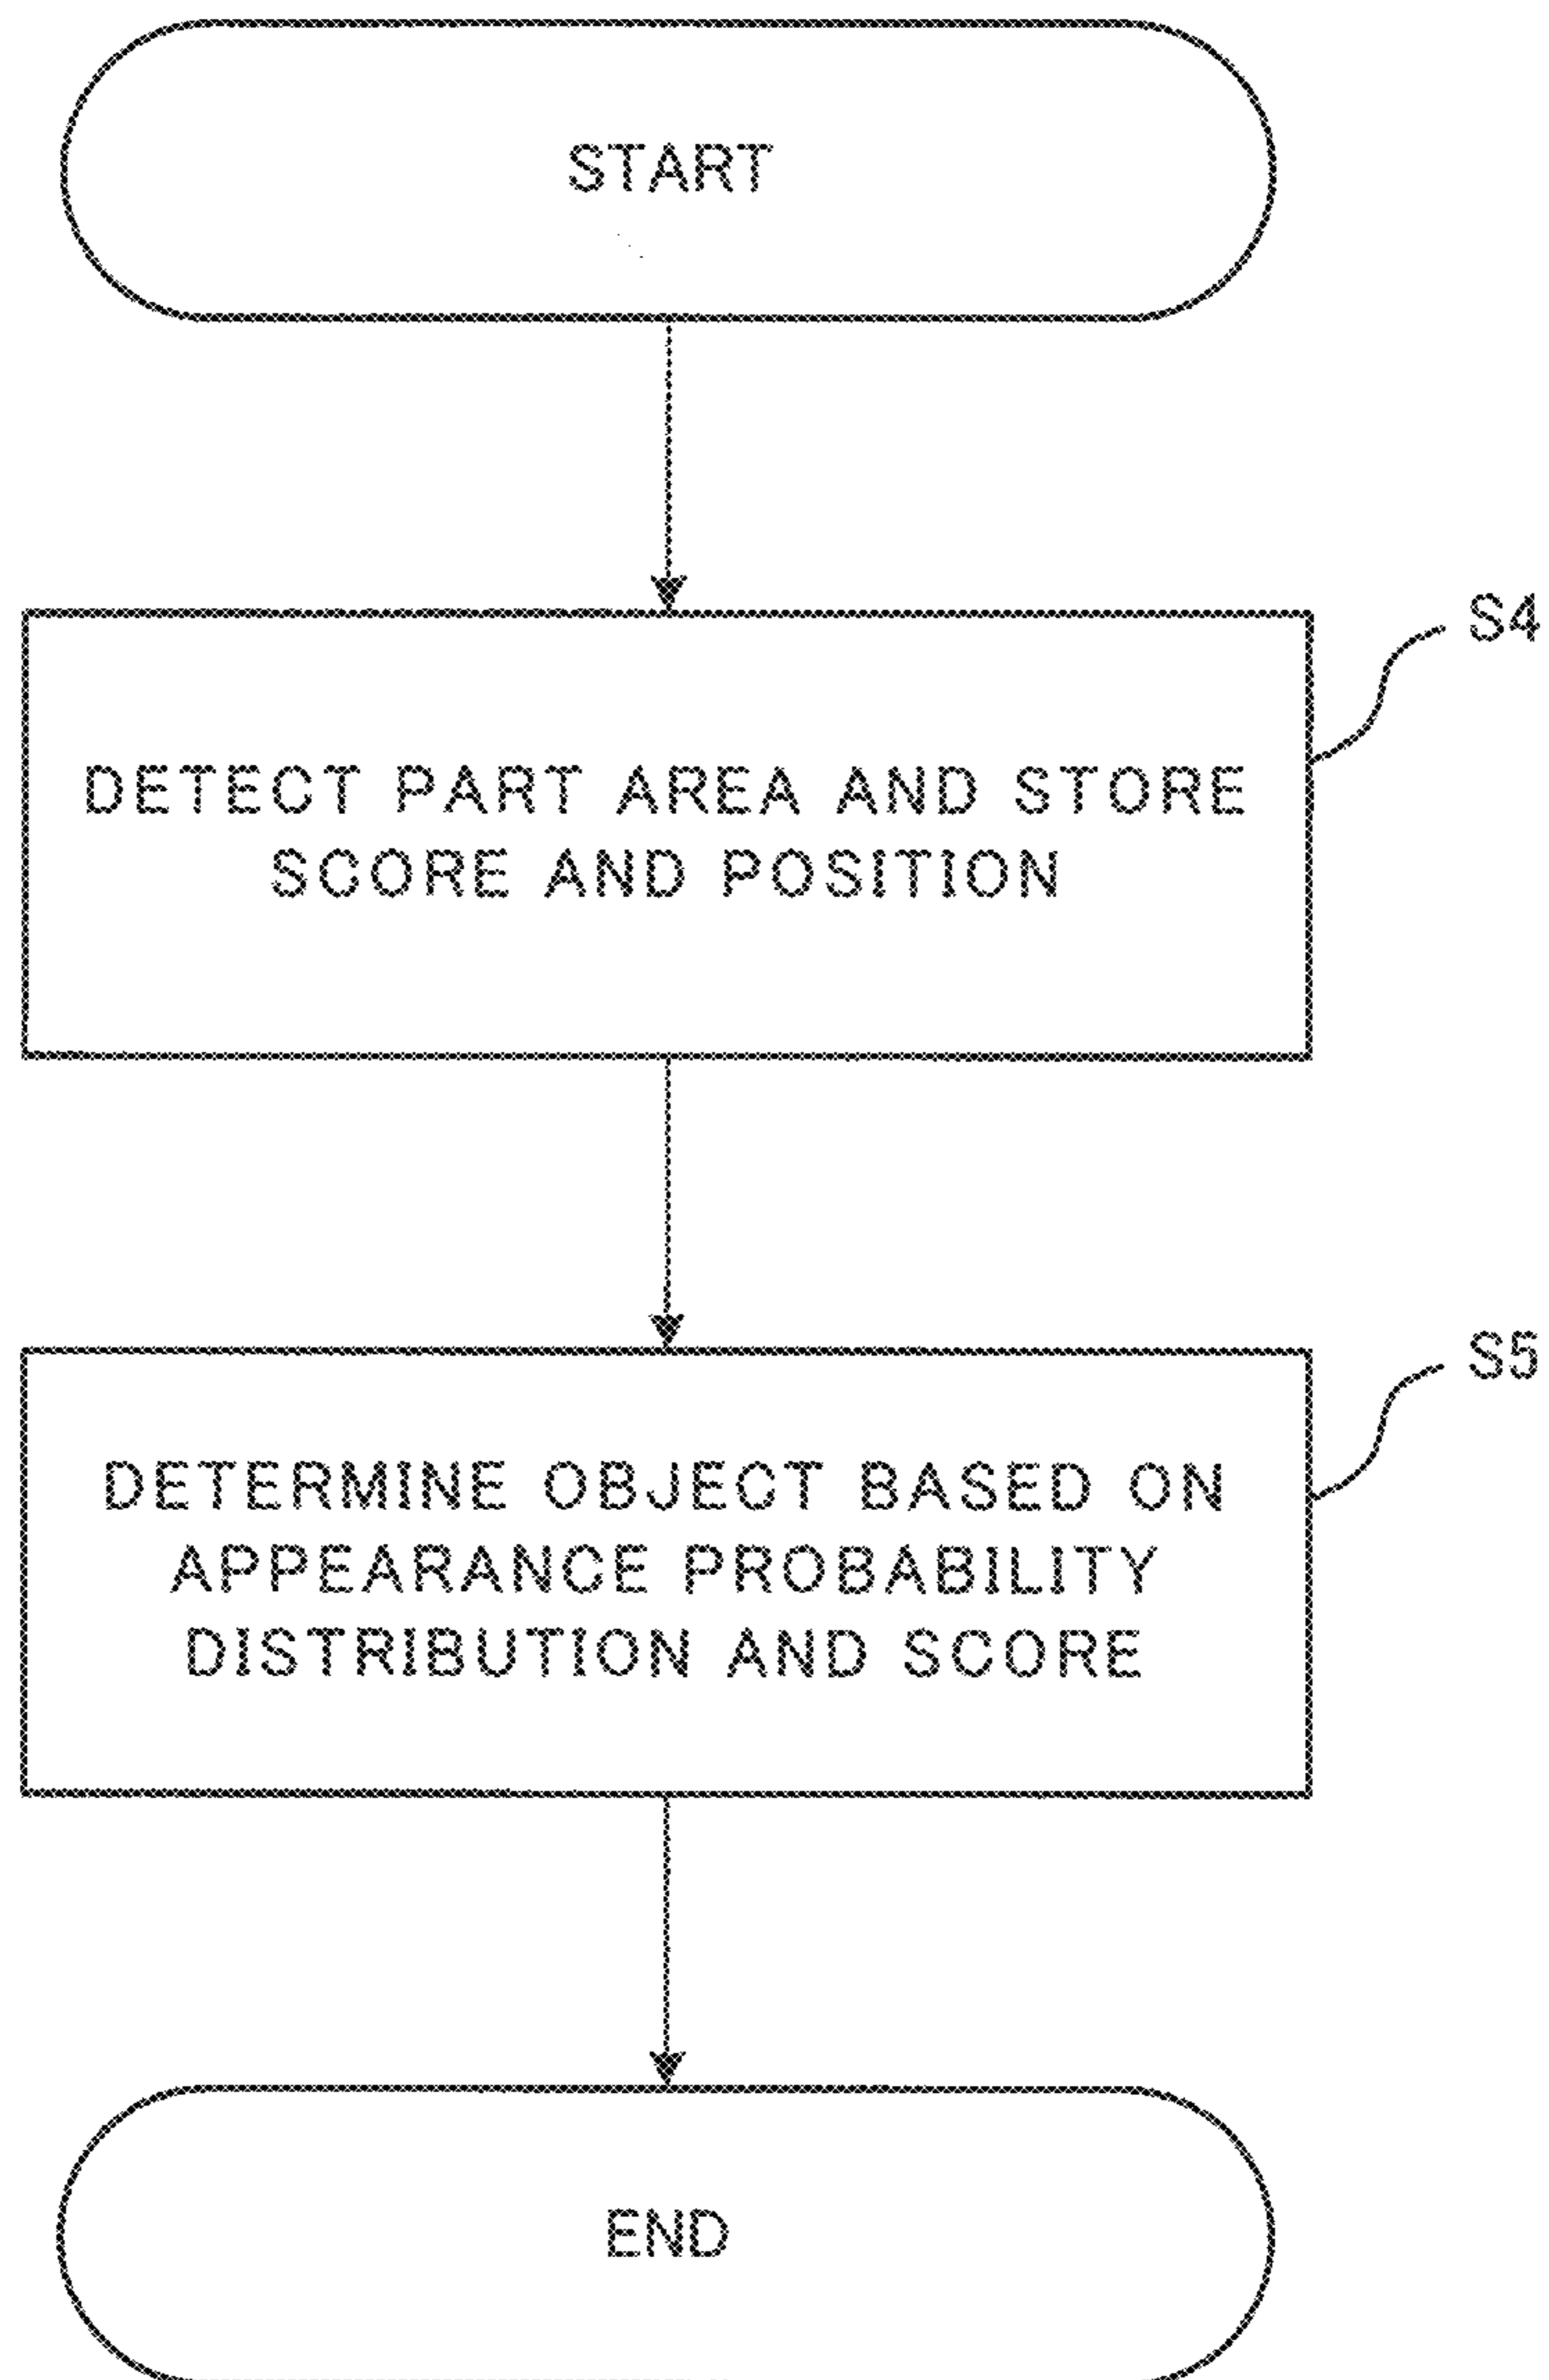 START
S4
DETECT PART AREA AND STORE
SCORE AND POSITION
S5
DETERMINE OBJECT BASED ON
APPEARANCE PROBABILITY
DISTRIBUTION AND SCORE
END